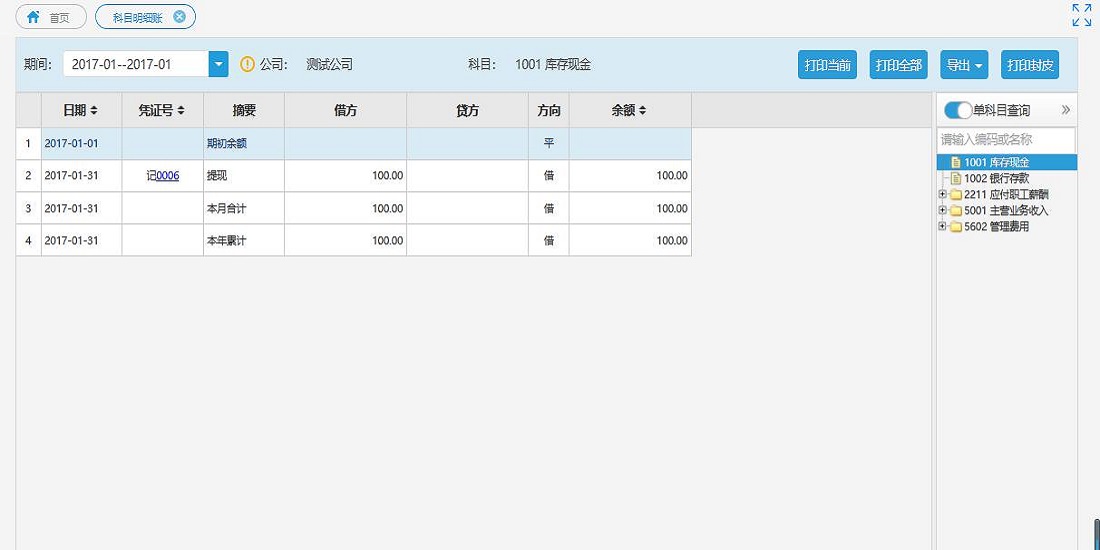 首页 科目明细账
期间: 2017-01--2017-01 公司: 测试公司 科目: 1001 库存现金 打印当前 打印全部 导出 打印封皮
日期 凭证号 摘要 借方 贷方 方向 余额
1 2017-01-01 期初余额 平
2 2017-01-31 记0006 提现 100.00 借 100.00
3 2017-01-31 本月合计 100.00 借 100.00
4 2017-01-31 本年累计 100.00 借 100.00
单科目查询 »
请输入编码或名称
1001 库存现金
1002 银行存款
2211 应付职工薪酬
5001 主营业务收入
5602 管理费用